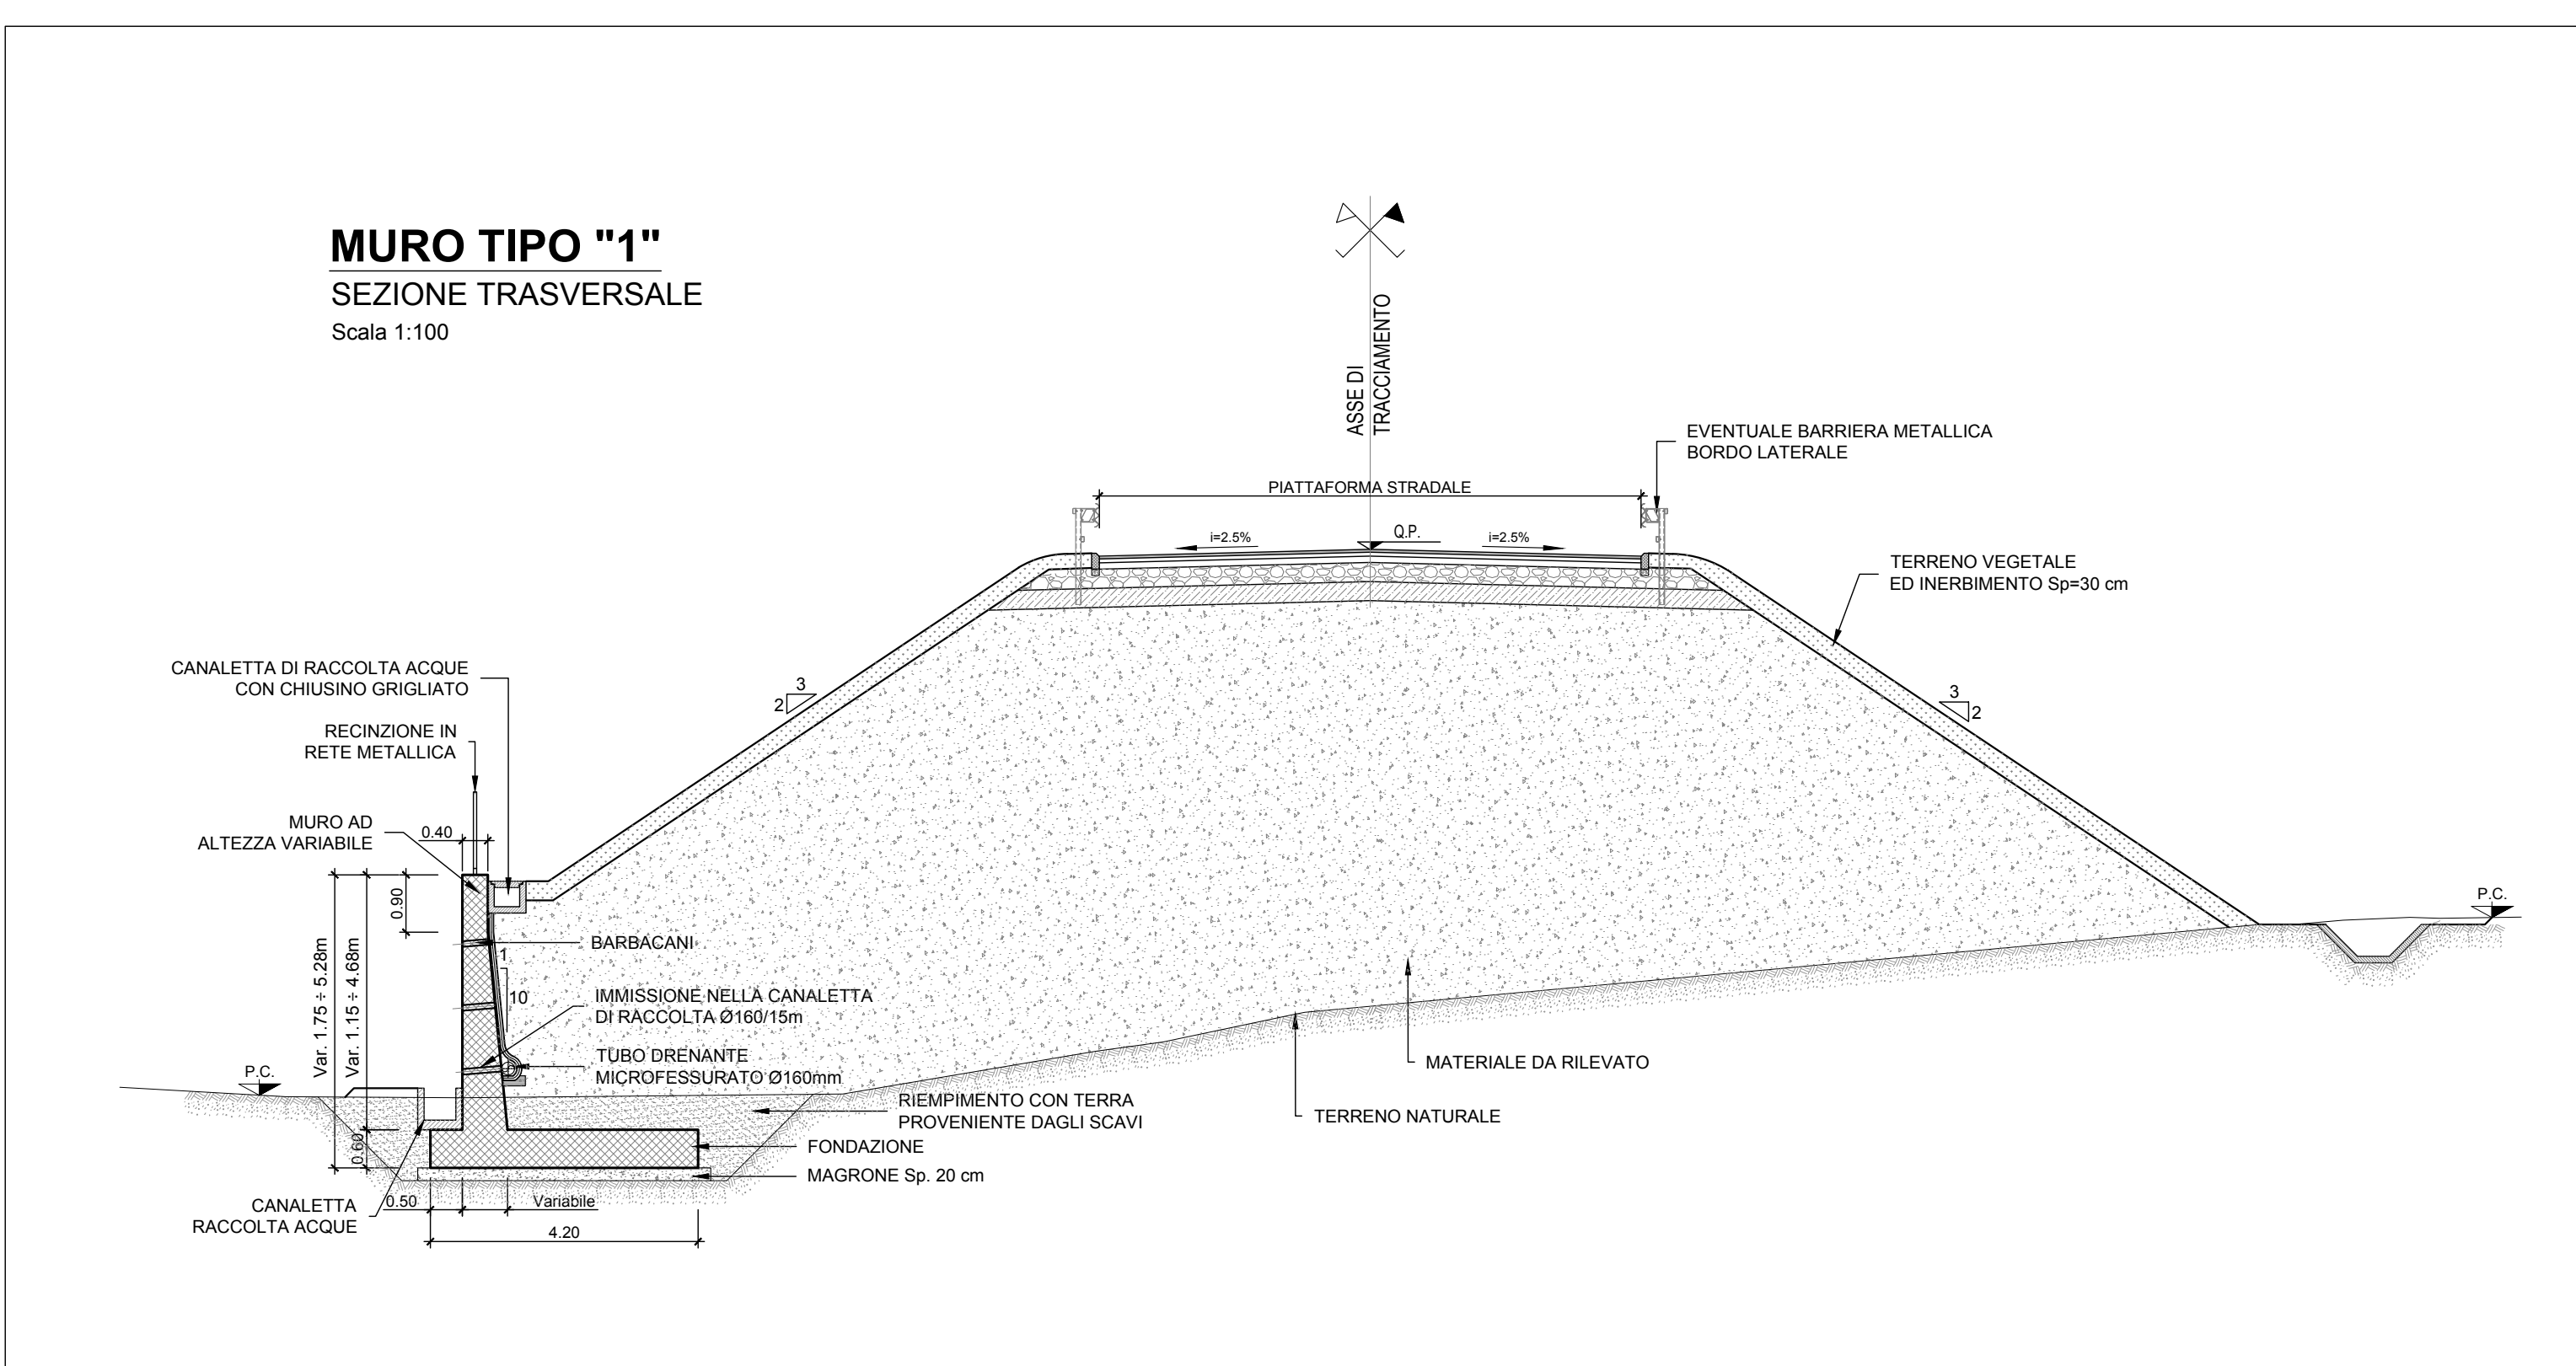 MURO TIPO "1"
SEZIONE TRASVERSALE
Scala 1:100
ASSE DI
TRACCIAMENTO
EVENTUALE BARRIERA METALLICA
BORDO LATERALE
PIATTAFORMA STRADALE
i=2.5%
Q.P.
i=2.5%
TERRENO VEGETALE
ED INERBIMENTO Sp=30 cm
CANALETTA DI RACCOLTA ACQUE
CON CHIUSINO GRIGLIATO
3
2
3
2
RECINZIONE IN
RETE METALLICA
MURO AD
ALTEZZA VARIABILE
0.40
0.90
P.C.
BARBACANI
1
10
Var. 1.75 ÷ 5.28m
Var. 1.15 ÷ 4.68m
IMMISSIONE NELLA CANALETTA
DI RACCOLTA Ø160/15m
TUBO DRENANTE
MICROFESSURATO Ø160mm
MATERIALE DA RILEVATO
P.C.
RIEMPIMENTO CON TERRA
PROVENIENTE DAGLI SCAVI
TERRENO NATURALE
0.60
FONDAZIONE
MAGRONE Sp. 20 cm
CANALETTA
RACCOLTA ACQUE
0.50
Variabile
4.20